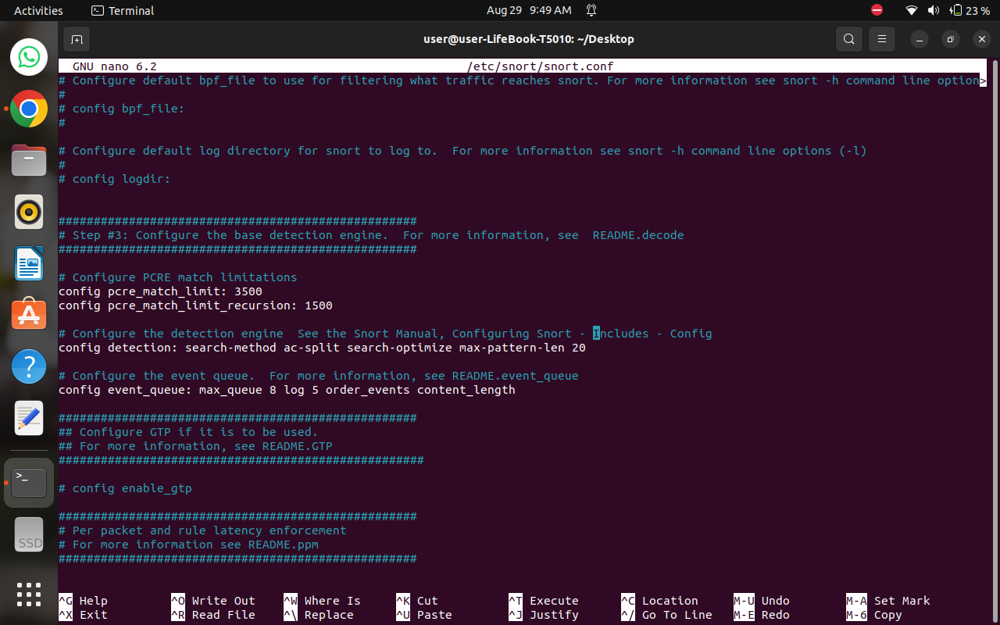 Activities Terminal Aug 29 9:49 AM 23 %
user@user-LifeBook-T5010: ~/Desktop
GNU nano 6.2 /etc/snort/snort.conf
# Configure default bpf_file to use for filtering what traffic reaches snort. For more information see snort -h command line option>
#
# config bpf_file:
#
# Configure default log directory for snort to log to.  For more information see snort -h command line options (-l)
#
# config logdir:
###################################################
# Step #3: Configure the base detection engine.  For more information, see  README.decode
###################################################
# Configure PCRE match limitations
config pcre_match_limit: 3500
config pcre_match_limit_recursion: 1500
# Configure the detection engine  See the Snort Manual, Configuring Snort - Includes - Config
config detection: search-method ac-split search-optimize max-pattern-len 20
# Configure the event queue.  For more information, see README.event_queue
config event_queue: max_queue 8 log 5 order_events content_length
###################################################
## Configure GTP if it is to be used.
## For more information, see README.GTP
####################################################
# config enable_gtp
###################################################
# Per packet and rule latency enforcement
# For more information see README.ppm
###################################################
^G Help ^O Write Out ^W Where Is ^K Cut ^T Execute ^C Location M-U Undo M-A Set Mark
^X Exit ^R Read File ^\ Replace ^U Paste ^J Justify ^/ Go To Line M-E Redo M-6 Copy
SSD